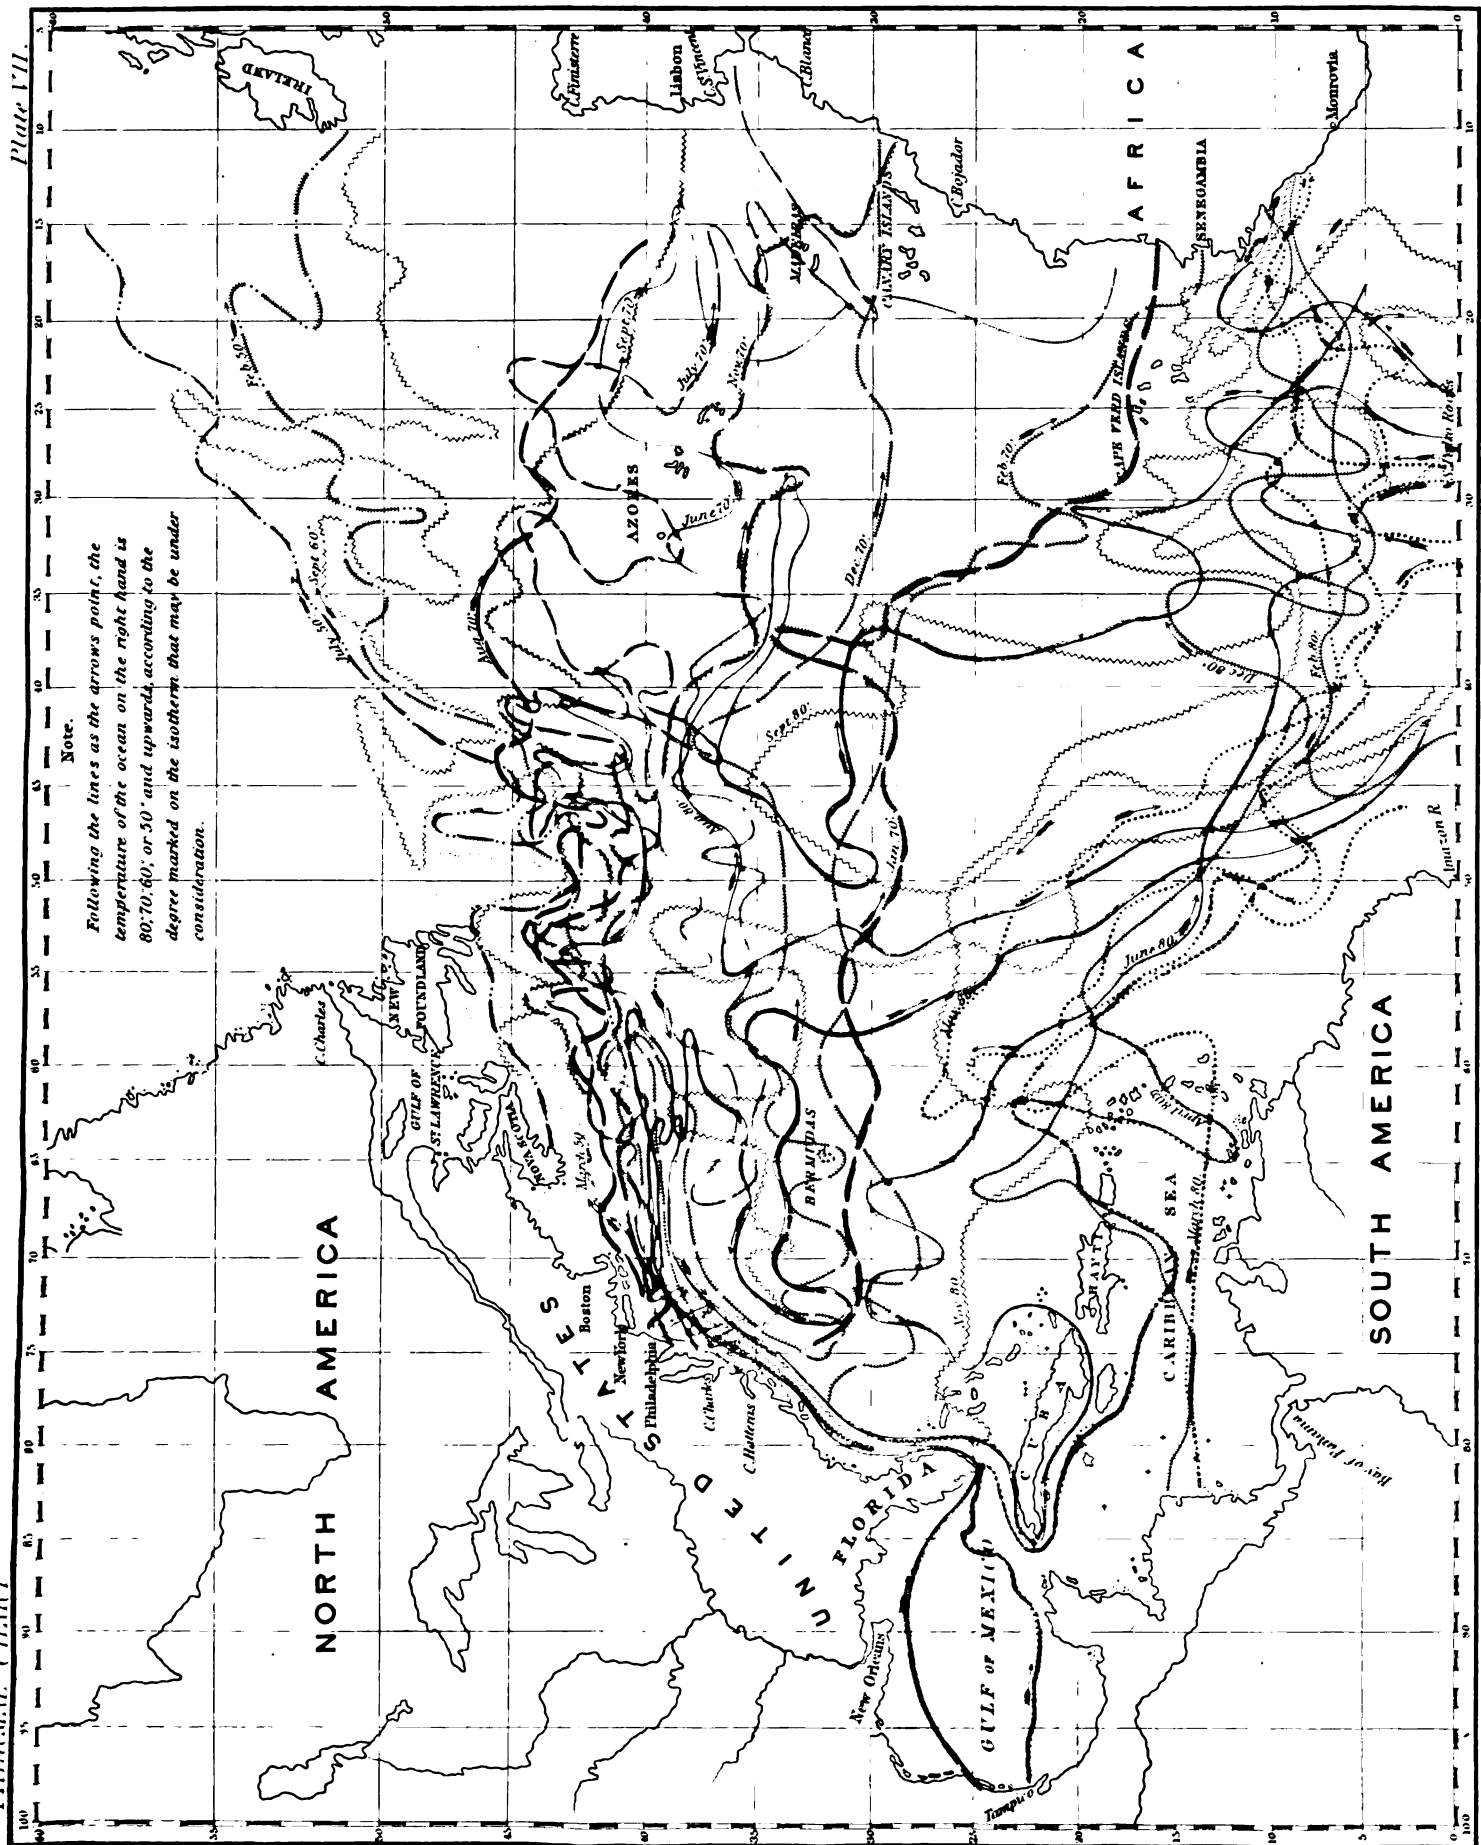 Plate VII.
Note.
Following the lines as the arrows point, the
temperature of the ocean on the right hand is
80°, 70°, 60°, or 50° and upwards, according to the
degree marked on the isotherm that may be under
consideration.
IRELAND
C. Finisterre
Lisbon
C. S. Vincent
C. Blanco
MADEIRAS
CANARY ISLANDS
C. Bojador
AFRICA
SENEGAMBIA
Monrovia
Feb. 50°
Sept. 70°
July 70°
Nov. 70°
AZORES
June 70°
Dec. 70°
Feb. 70°
CAPE VERD ISLANDS
Sept. 60°
July 50°
Aug. 70°
Sept. 80°
Dec. 80°
Feb. 80°
Aug. 80°
Jan. 70°
Amazon R
June 80°
C. Charles
NEW
FOUNDLAND
GULF OF
ST. LAWRENCE
NOVA SCOTIA
March 50
BERMUDAS
April 80
March 80
Nov. 80
NORTH AMERICA
SOUTH AMERICA
UNITED STATES
Boston
New York
Philadelphia
C. Charles
C. Hatteras
FLORIDA
New Orleans
GULF OF MEXICO
Tampico
CUBA
HAYTI
CARIBBEAN SEA
Bay of Panama